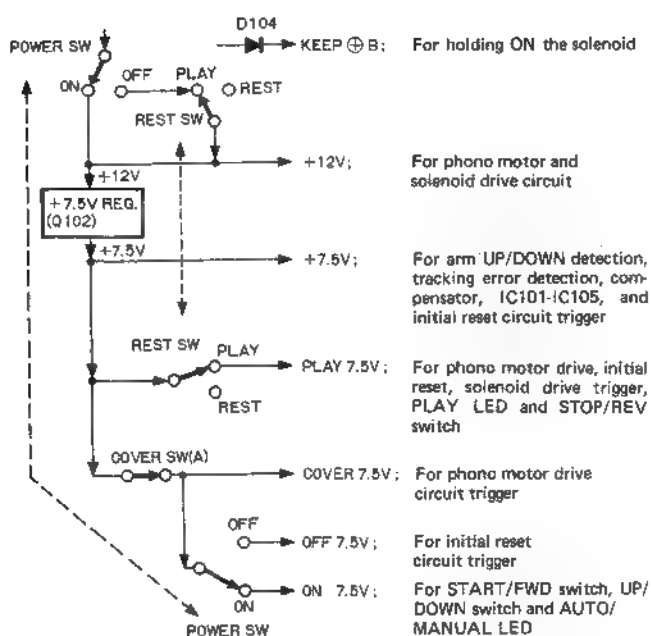 D104
POWER SW
KEEP ⊕ B; For holding ON the solenoid
ON OFF PLAY REST
REST SW
+12V; For phono motor and
solenoid drive circuit
+12V
+7.5V REG.
(Q102)
+7.5V
+7.5V; For arm UP/DOWN detection,
tracking error detection, com-
pensator, IC101-IC105, and
initial reset circuit trigger
REST SW PLAY
PLAY 7.5V; For phono motor drive, initial
reset, solenoid drive trigger,
PLAY LED and STOP/REV
switch
REST
COVER SW(A)
COVER 7.5V; For phono motor drive
circuit trigger
OFF
OFF 7.5V; For initial reset
circuit trigger
ON 7.5V; For START/FWD switch, UP/
DOWN switch and AUTO/
MANUAL LED
ON
POWER SW